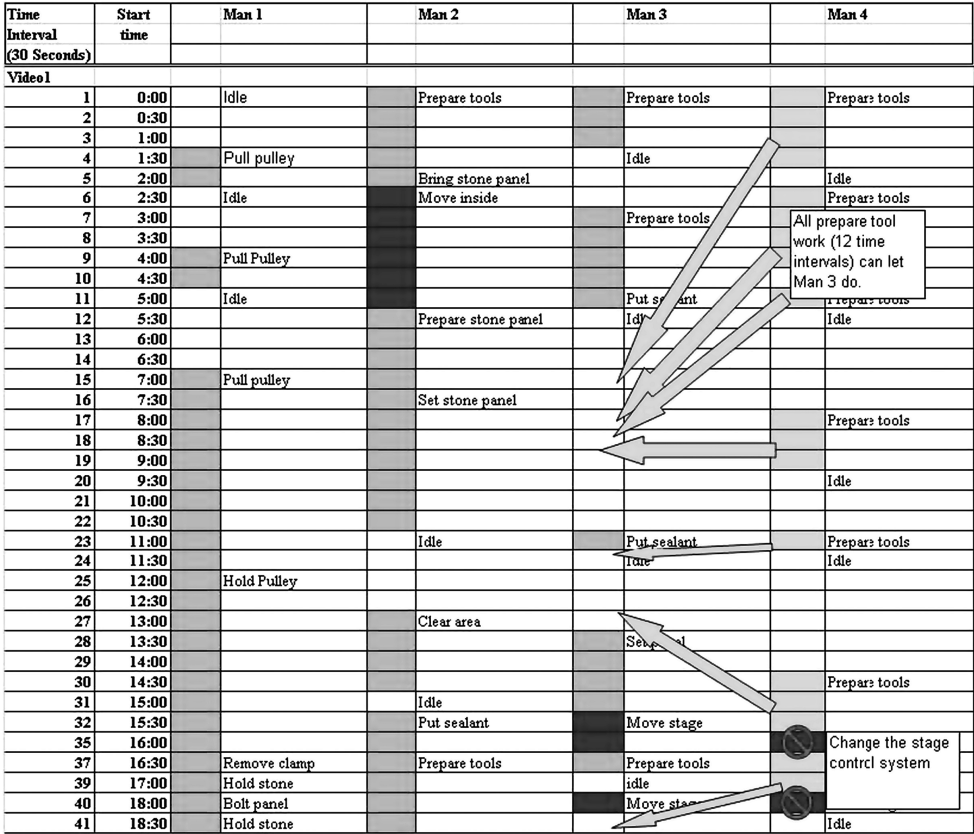 Time Start Man 1 Man 2 Man 3 Man 4
Interval time
(30 Seconds)
Video1
1 0:00 Idle Prepare tools Prepare tools Prepare tools
2 0:30
3 1:00
4 1:30 Pull pulley Idle
5 2:00 Bring stone panel Idle
6 2:30 Idle Move inside Prepare tools
7 3:00 Prepare tools
8 3:30
9 4:00 Pull Pulley
10 4:30
11 5:00 Idle Put sealant Prepare tools
12 5:30 Prepare stone panel Idle Idle
13 6:00
14 6:30
15 7:00 Pull pulley
16 7:30 Set stone panel
17 8:00 Prepare tools
18 8:30
19 9:00
20 9:30 Idle
21 10:00
22 10:30
23 11:00 Idle Put sealant Prepare tools
24 11:30 Idle Idle
25 12:00 Hold Pulley
26 12:30
27 13:00 Clear area
28 13:30 Set panel
29 14:00
30 14:30 Prepare tools
31 15:00 Idle
32 15:30 Put sealant Move stage
35 16:00
37 16:30 Remove clamp Prepare tools Prepare tools
39 17:00 Hold stone idle
40 18:00 Bolt panel Move stage
41 18:30 Hold stone Idle
All prepare tool
work (12 time
intervals) can let
Man 3 do.
Change the stage
control system